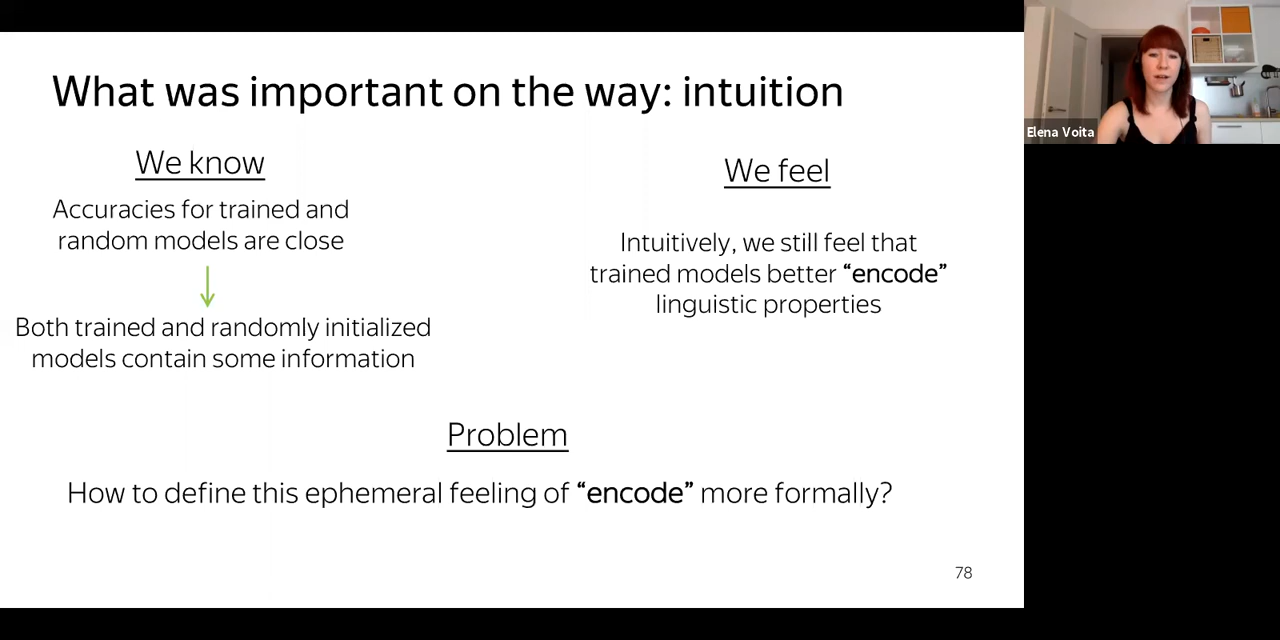 What was important on the way: intuition
We know
Accuracies for trained and
random models are close
Both trained and randomly initialized
models contain some information
We feel
Intuitively, we still feel that
trained models better “encode”
linguistic properties
Problem
How to define this ephemeral feeling of “encode” more formally?
78
Elena Voita